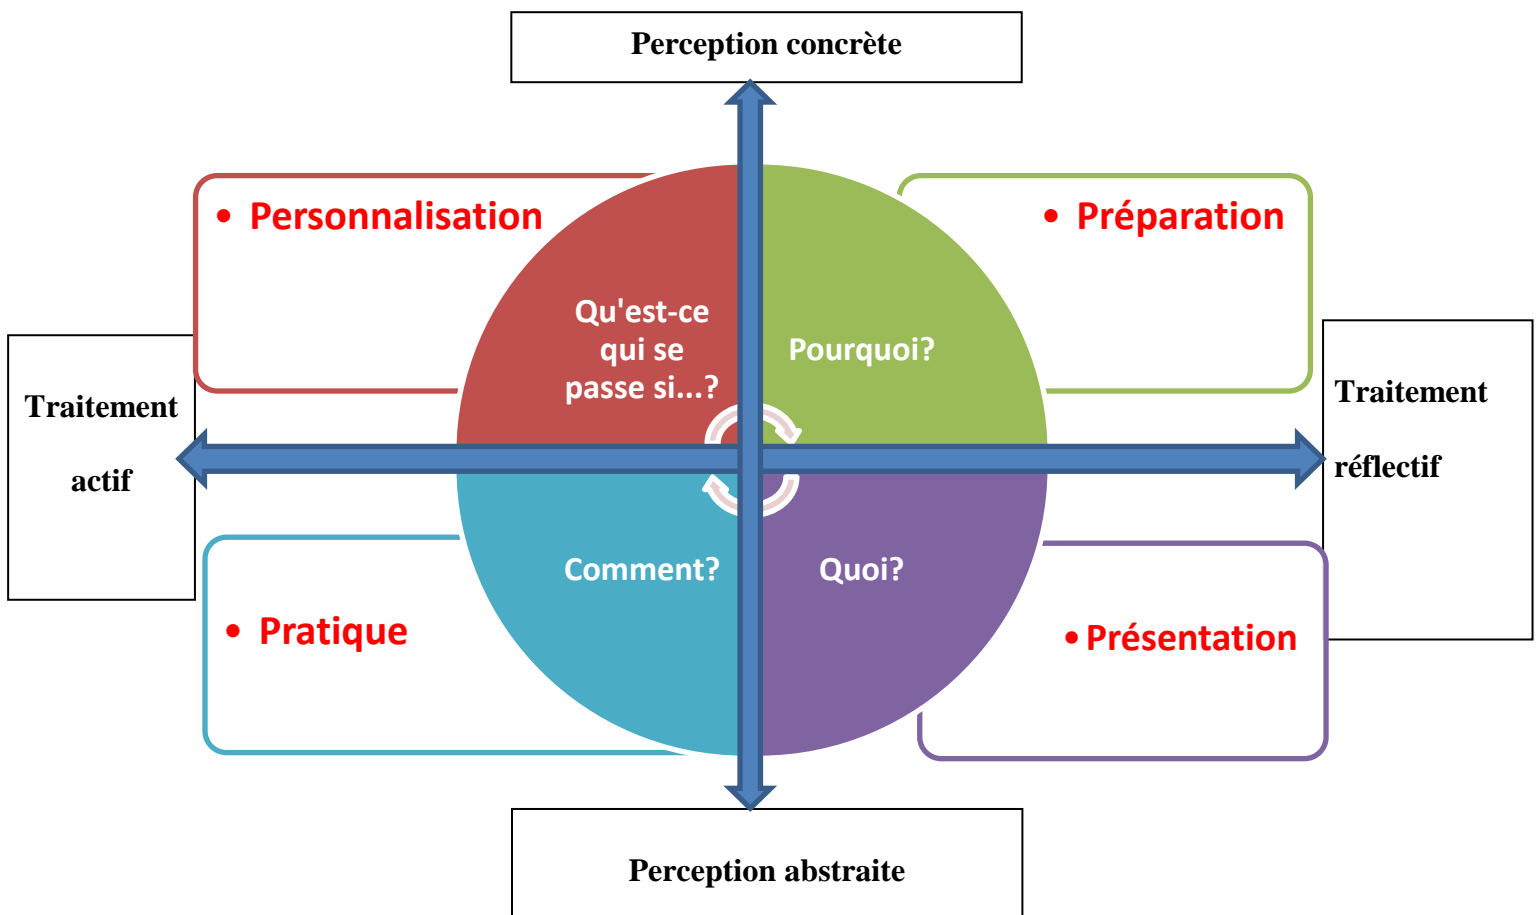 Perception concrète
• Personnalisation
• Préparation
Qu'est-ce
qui se
passe si...?
Pourquoi?
Traitement
actif
Traitement
réflectif
Comment?
Quoi?
• Pratique
•Présentation
Perception abstraite